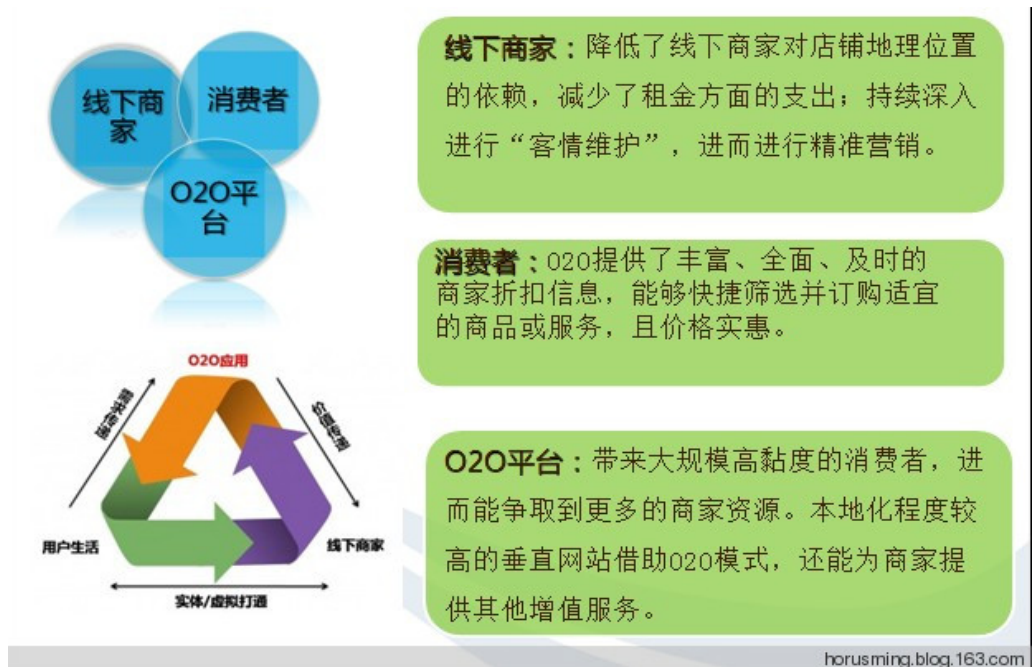 线下商
家
消费者
O2O平
台
线下商家：降低了线下商家对店铺地理位置
的依赖，减少了租金方面的支出；持续深入
进行“客情维护”，进而进行精准营销。
消费者：O2O提供了丰富、全面、及时的
商家折扣信息，能够快捷筛选并订购适宜
的商品或服务，且价格实惠。
O2O应用
需求传递
用户生活
线下商家
实体/虚拟打通
O2O平台：带来大规模高黏度的消费者，进
而能争取到更多的商家资源。本地化程度较
高的垂直网站借助O2O模式，还能为商家提
供其他增值服务。
horusming.blog.163.com